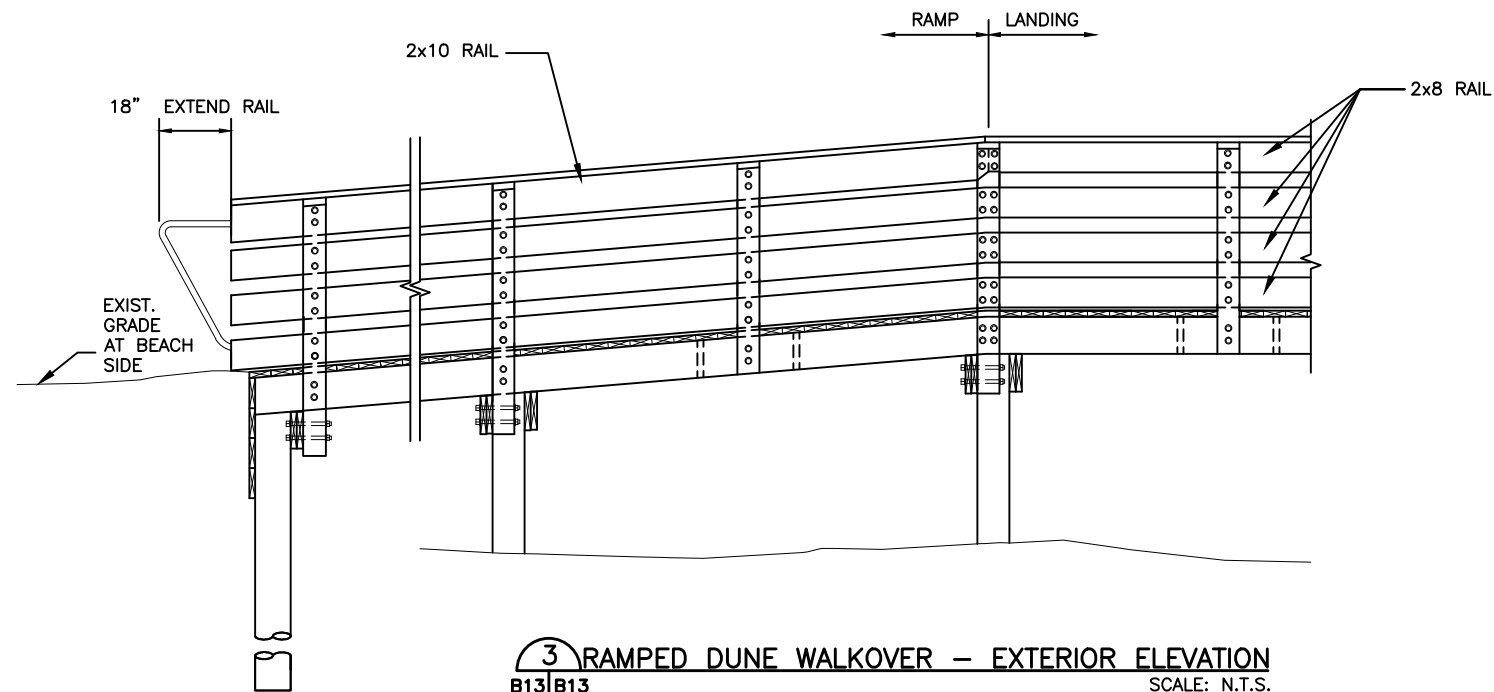 RAMP LANDING
2x10 RAIL
18" EXTEND RAIL
2x8 RAIL
EXIST.
GRADE
AT BEACH
SIDE
3 RAMPED DUNE WALKOVER – EXTERIOR ELEVATION
B13 B13
SCALE: N.T.S.